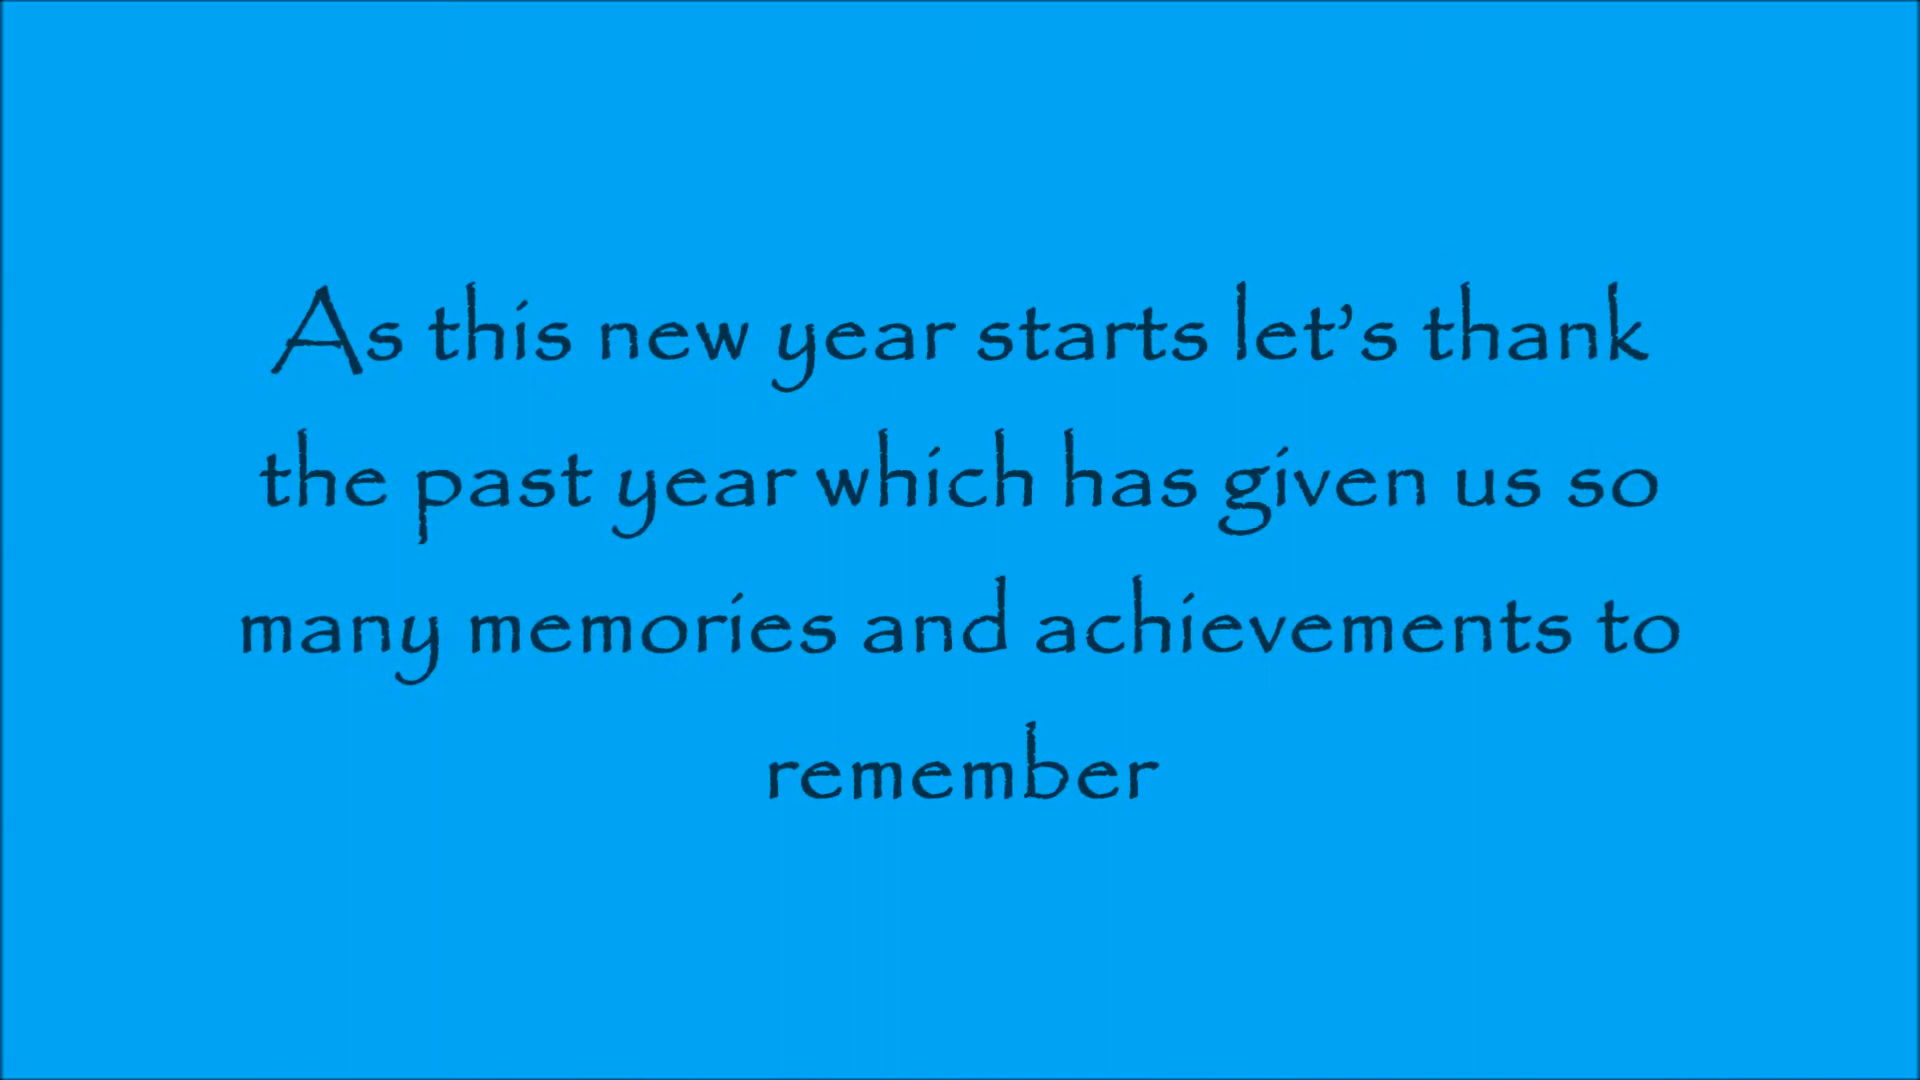 As this new year starts let’s thank
the past year which has given us so
many memories and achievements to
remember